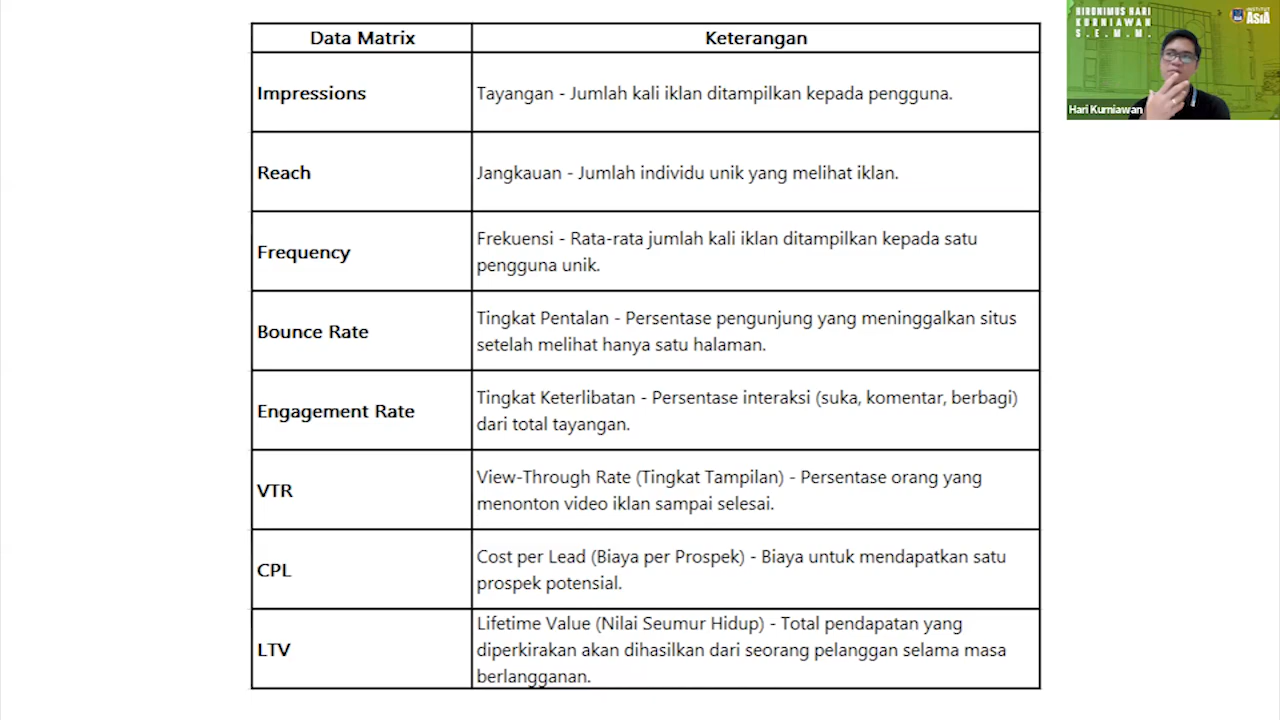 Data Matrix
Keterangan
Impressions
Tayangan - Jumlah kali iklan ditampilkan kepada pengguna.
Reach
Jangkauan - Jumlah individu unik yang melihat iklan.
Frequency
Frekuensi - Rata-rata jumlah kali iklan ditampilkan kepada satu
pengguna unik.
Bounce Rate
Tingkat Pentalan - Persentase pengunjung yang meninggalkan situs
setelah melihat hanya satu halaman.
Engagement Rate
Tingkat Keterlibatan - Persentase interaksi (suka, komentar, berbagi)
dari total tayangan.
VTR
View-Through Rate (Tingkat Tampilan) - Persentase orang yang
menonton video iklan sampai selesai.
CPL
Cost per Lead (Biaya per Prospek) - Biaya untuk mendapatkan satu
prospek potensial.
LTV
Lifetime Value (Nilai Seumur Hidup) - Total pendapatan yang
diperkirakan akan dihasilkan dari seorang pelanggan selama masa
berlangganan.
HIRONIMUS HARI
KURNIAWAN
S.E.M.M.
INSTITUT
ASIA
Hari Kurniawan